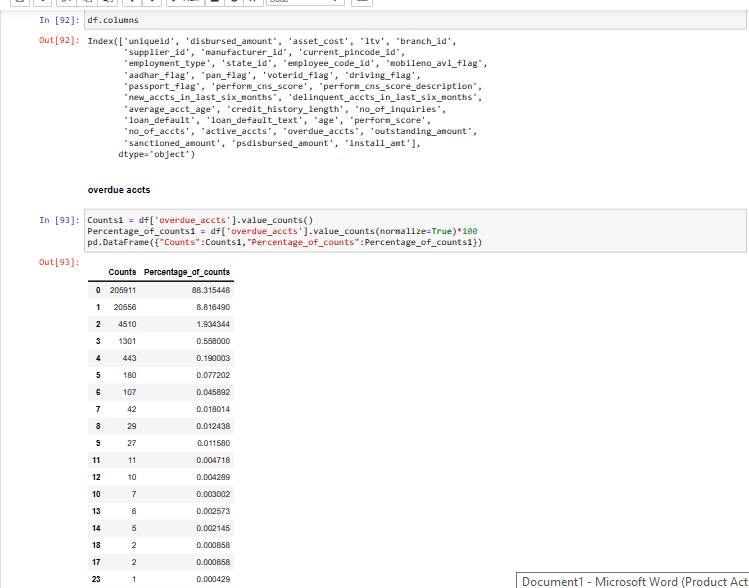 In [92]: df.columns
Out[92]: Index(['uniqueid', 'disbursed_amount', 'asset_cost', 'ltv', 'branch_id',
'supplier_id', 'manufacturer_id', 'current_pincode_id',
'employment_type', 'state_id', 'employee_code_id', 'mobileno_avl_flag',
'aadhar_flag', 'pan_flag', 'voterid_flag', 'driving_flag',
'passport_flag', 'perform_cns_score', 'perform_cns_score_description',
'new_accts_in_last_six_months', 'delinquent_accts_in_last_six_months',
'average_acct_age', 'credit_history_length', 'no_of_inquiries',
'loan_default', 'loan_default_text', 'age', 'perform_score',
'no_of_accts', 'active_accts', 'overdue_accts', 'outstanding_amount',
'sanctioned_amount', 'psdisbursed_amount', 'install_amt'],
dtype='object')
overdue accts
In [93]: Counts1 = df['overdue_accts'].value_counts()
Percentage_of_counts1 = df['overdue_accts'].value_counts(normalize=True)*100
pd.DataFrame({"Counts":Counts1,"Percentage_of_counts":Percentage_of_counts1})
Out[93]:
Counts Percentage_of_counts
0 205911 88.315448
1 20556 8.816490
2 4510 1.934344
3 1301 0.558000
4 443 0.190003
5 180 0.077202
6 107 0.045892
7 42 0.018014
8 29 0.012438
9 27 0.011580
11 11 0.004718
12 10 0.004289
10 7 0.003002
13 6 0.002573
14 5 0.002145
18 2 0.000858
17 2 0.000858
23 1 0.000429
Document1 - Microsoft Word (Product Act